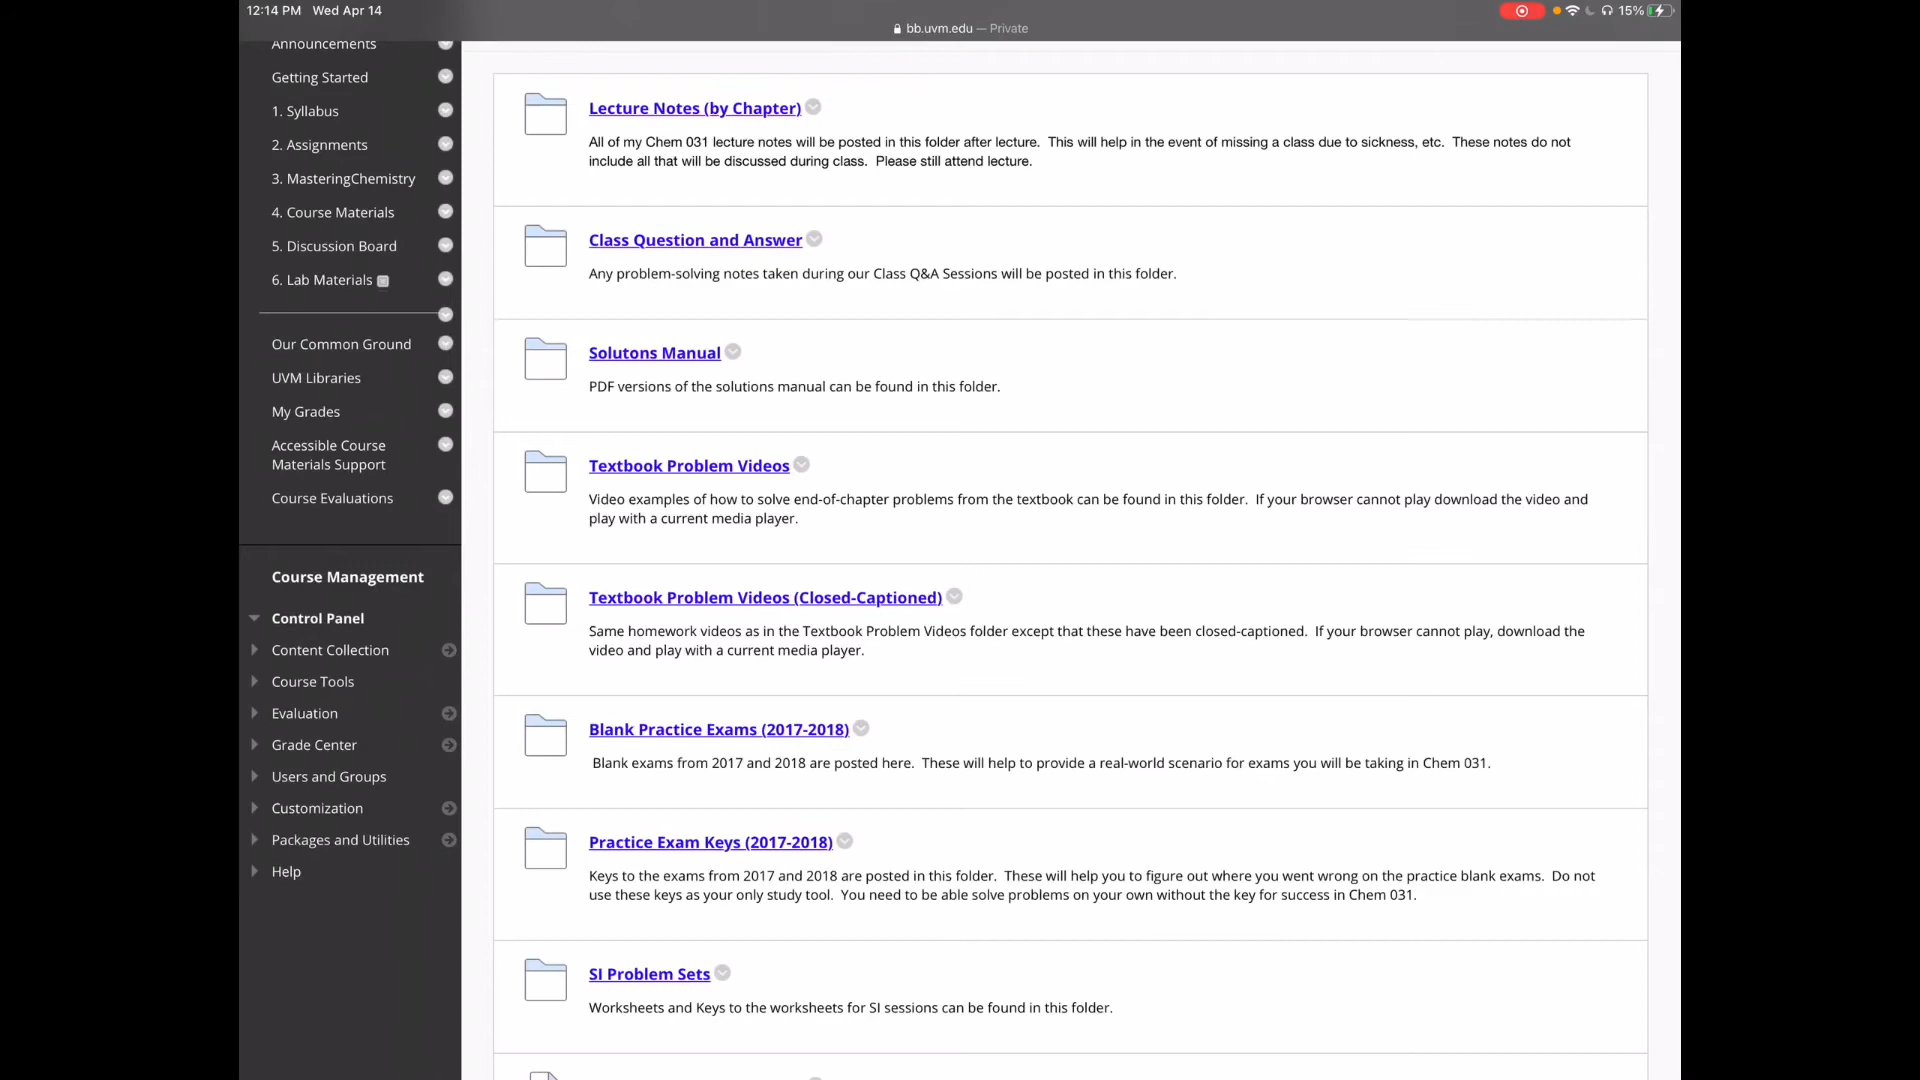 12:14 PM Wed Apr 14
15%
bb.uvm.edu — Private
Announcements
Getting Started
1. Syllabus
2. Assignments
3. MasteringChemistry
4. Course Materials
5. Discussion Board
6. Lab Materials
Our Common Ground
UVM Libraries
My Grades
Accessible Course
Materials Support
Course Evaluations
Course Management
Control Panel
Content Collection
Course Tools
Evaluation
Grade Center
Users and Groups
Customization
Packages and Utilities
Help
Lecture Notes (by Chapter)
All of my Chem 031 lecture notes will be posted in this folder after lecture. This will help in the event of missing a class due to sickness, etc. These notes do not
include all that will be discussed during class. Please still attend lecture.
Class Question and Answer
Any problem-solving notes taken during our Class Q&A Sessions will be posted in this folder.
Solutons Manual
PDF versions of the solutions manual can be found in this folder.
Textbook Problem Videos
Video examples of how to solve end-of-chapter problems from the textbook can be found in this folder. If your browser cannot play download the video and
play with a current media player.
Textbook Problem Videos (Closed-Captioned)
Same homework videos as in the Textbook Problem Videos folder except that these have been closed-captioned. If your browser cannot play, download the
video and play with a current media player.
Blank Practice Exams (2017-2018)
Blank exams from 2017 and 2018 are posted here. These will help to provide a real-world scenario for exams you will be taking in Chem 031.
Practice Exam Keys (2017-2018)
Keys to the exams from 2017 and 2018 are posted in this folder. These will help you to figure out where you went wrong on the practice blank exams. Do not
use these keys as your only study tool. You need to be able solve problems on your own without the key for success in Chem 031.
SI Problem Sets
Worksheets and Keys to the worksheets for SI sessions can be found in this folder.